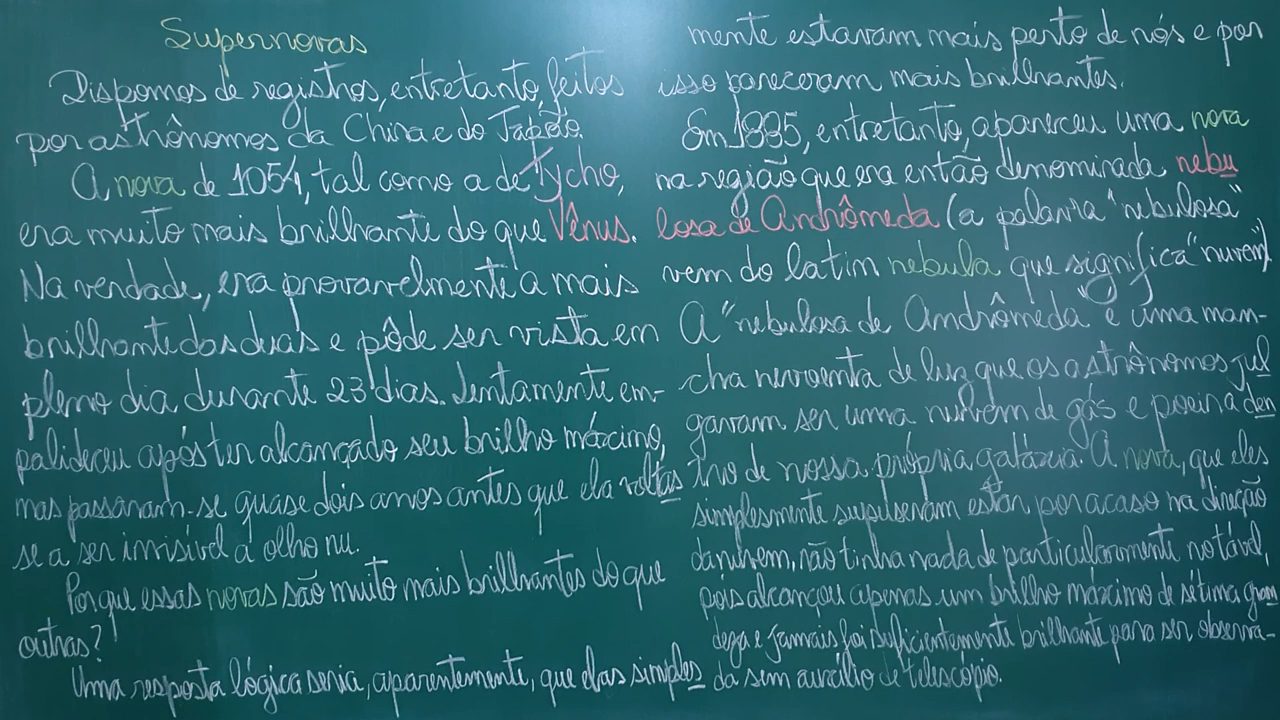 Supernovas
Dispomos de registros, entretanto, feitos
por astrônomos da China e do Japão.
A nova de 1054, tal como a de Tycho,
era muito mais brilhante do que Vênus.
Na verdade, era provavelmente a mais
brilhante das duas e pôde ser vista em
pleno dia durante 23 dias. Lentamente em-
palideceu após ter alcançado seu brilho máximo,
mas passaram-se quase dois anos antes que ela voltas
se a ser invisível a olho nu.
Por que essas novas são muito mais brilhantes do que
outras?
Uma resposta lógica seria, aparentemente, que elas simples
mente estavam mais perto de nós e por
isso pareceram mais brilhantes.
Em 1885, entretanto, apareceu uma nova
na região que era então denominada nebu
losa de Andrômeda (a palavra "nebulosa"
vem do latim nebula que significa "nuvem")
A "nebulosa de Andrômeda" é uma man-
cha nevoenta de luz que os astrônomos jul
gavam ser uma nuvem de gás e poeira den
tro de nossa própria galáxia. A nova, que eles
simplesmente supuseram estar por acaso na direção
da nuvem, não tinha nada de particularmente notável,
pois alcançou apenas um brilho máximo de sétima gran
deza e jamais foi suficientemente brilhante para ser observa-
da sem auxílio de telescópio.